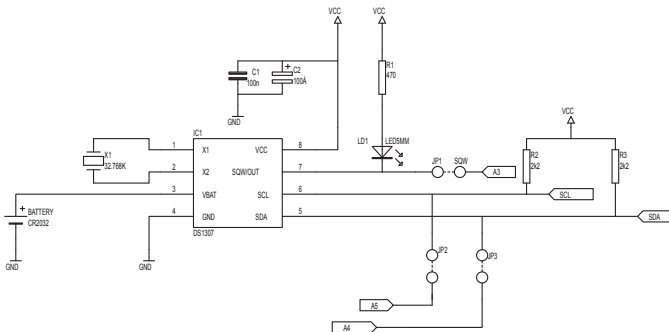 VCC
VCC
C1
100n
+
C2
100Å
R1
470
GND
VCC
IC1
X1
32.768K
1
X1
VCC
8
LD1
LED5MM
R2
2k2
R3
2k2
2
X2
SQW/OUT
7
JP1
SQW
A3
3
VBAT
SCL
6
SCL
+
BATTERY
CR2032
4
GND
SDA
5
SDA
DS1307
GND
GND
JP2
JP3
A5
A4